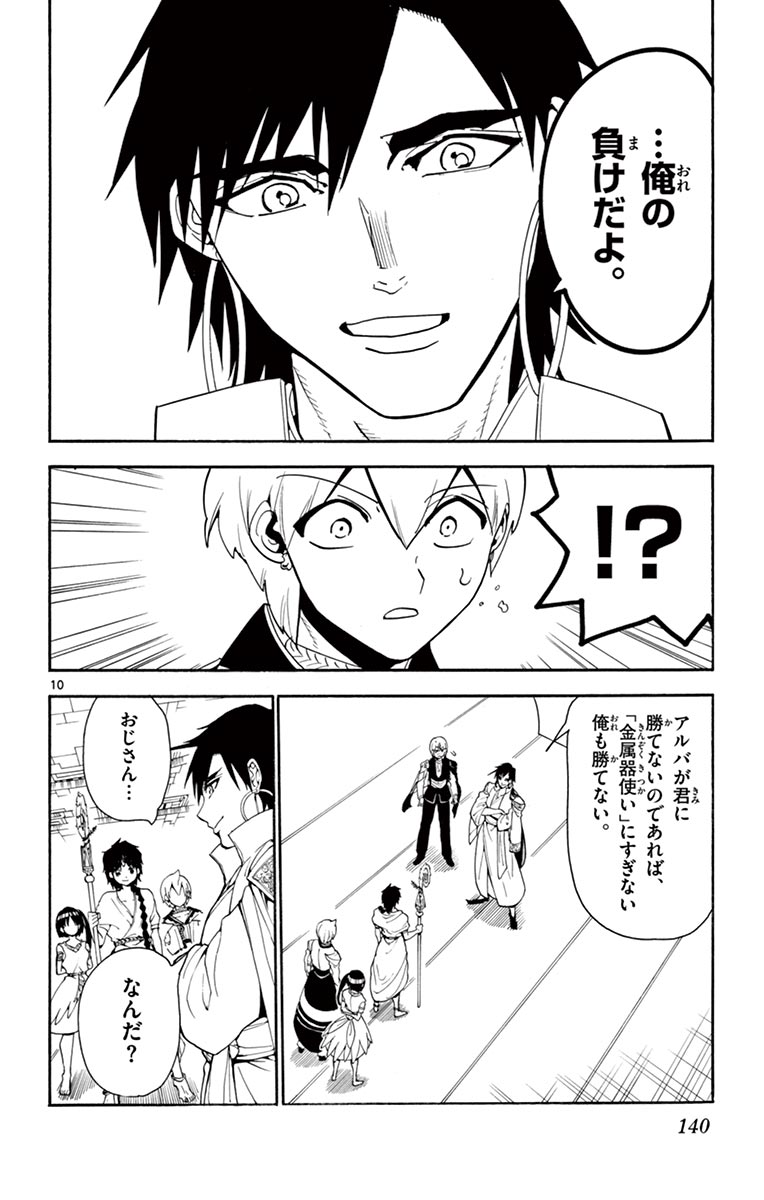 …俺の
負けだよ。
!?
アルバが君に
勝てないのであれば、
「金属器使い」にすぎない
俺も勝てない。
おじさん…
なんだ?
10
140